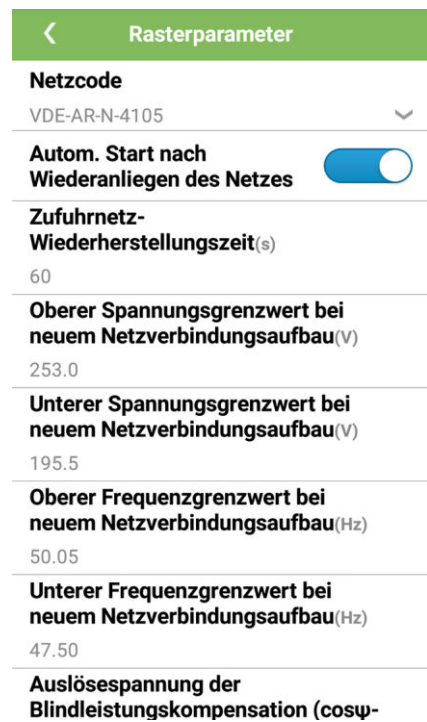 Rasterparameter
Netzcode
VDE-AR-N-4105
Autom. Start nach
Wiederanliegen des Netzes
Zufuhrnetz-
Wiederherstellungszeit(s)
60
Oberer Spannungsgrenzwert bei
neuem Netzverbindungsaufbau(V)
253.0
Unterer Spannungsgrenzwert bei
neuem Netzverbindungsaufbau(V)
195.5
Oberer Frequenzgrenzwert bei
neuem Netzverbindungsaufbau(Hz)
50.05
Unterer Frequenzgrenzwert bei
neuem Netzverbindungsaufbau(Hz)
47.50
Auslösespannung der
Blindleistungskompensation (cosψ-